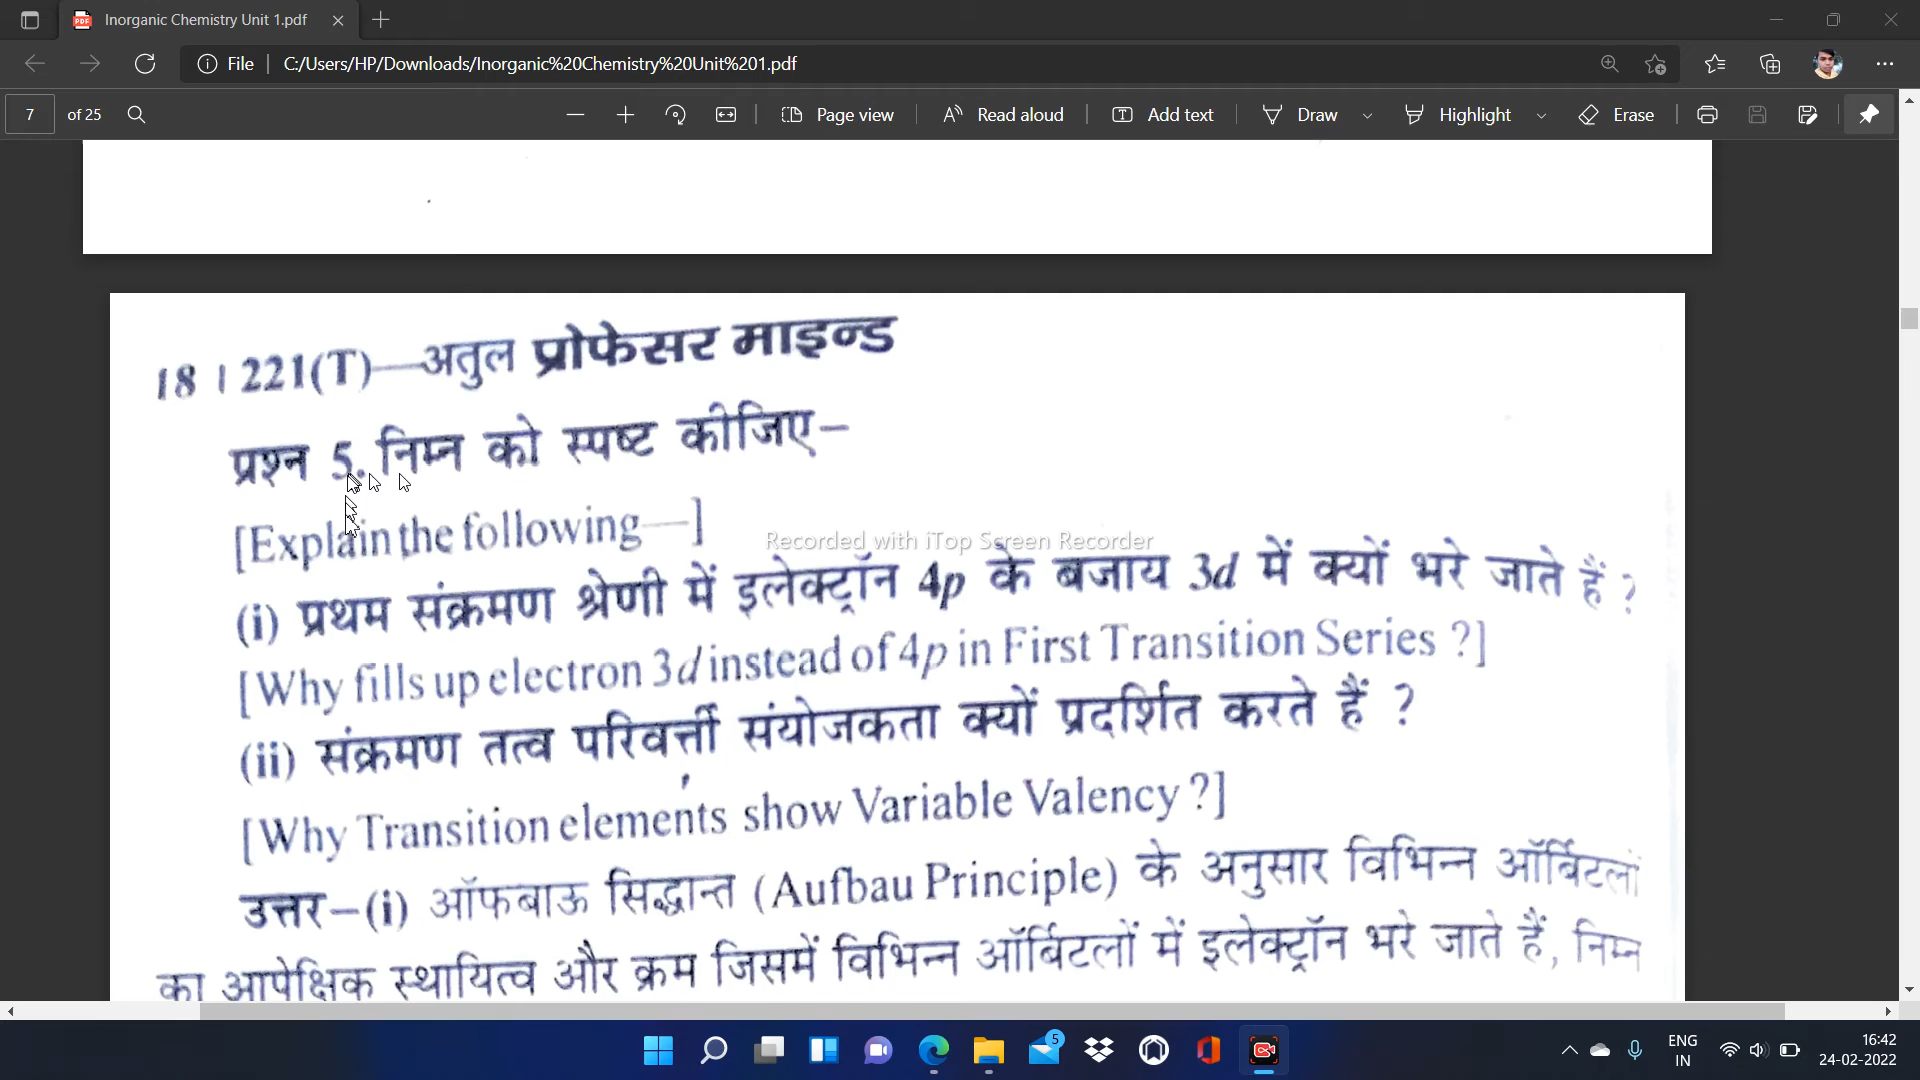 Inorganic Chemistry Unit 1.pdf
File
C:/Users/HP/Downloads/Inorganic%20Chemistry%20Unit%201.pdf
7 of 25
Page view
Read aloud
Add text
Draw
Highlight
Erase
18 । 221(T)—अतुल प्रोफेसर माइन्ड
प्रश्न 5. निम्न को स्पष्ट कीजिए–
[Explain the following—]
Recorded with iTop Screen Recorder
(i) प्रथम संक्रमण श्रेणी में इलेक्ट्रॉन 4p के बजाय 3d में क्यों भरे जाते हैं ?
[Why fills up electron 3d instead of 4p in First Transition Series ?]
(ii) संक्रमण तत्व परिवर्त्ती संयोजकता क्यों प्रदर्शित करते हैं ?
[Why Transition elements show Variable Valency ?]
उत्तर–(i) ऑफबाऊ सिद्धान्त (Aufbau Principle) के अनुसार विभिन्न ऑर्बिटलों
का आपेक्षिक स्थायित्व और क्रम जिसमें विभिन्न ऑर्बिटलों में इलेक्ट्रॉन भरे जाते हैं, निम्न
5
ENG
IN
16:42
24-02-2022